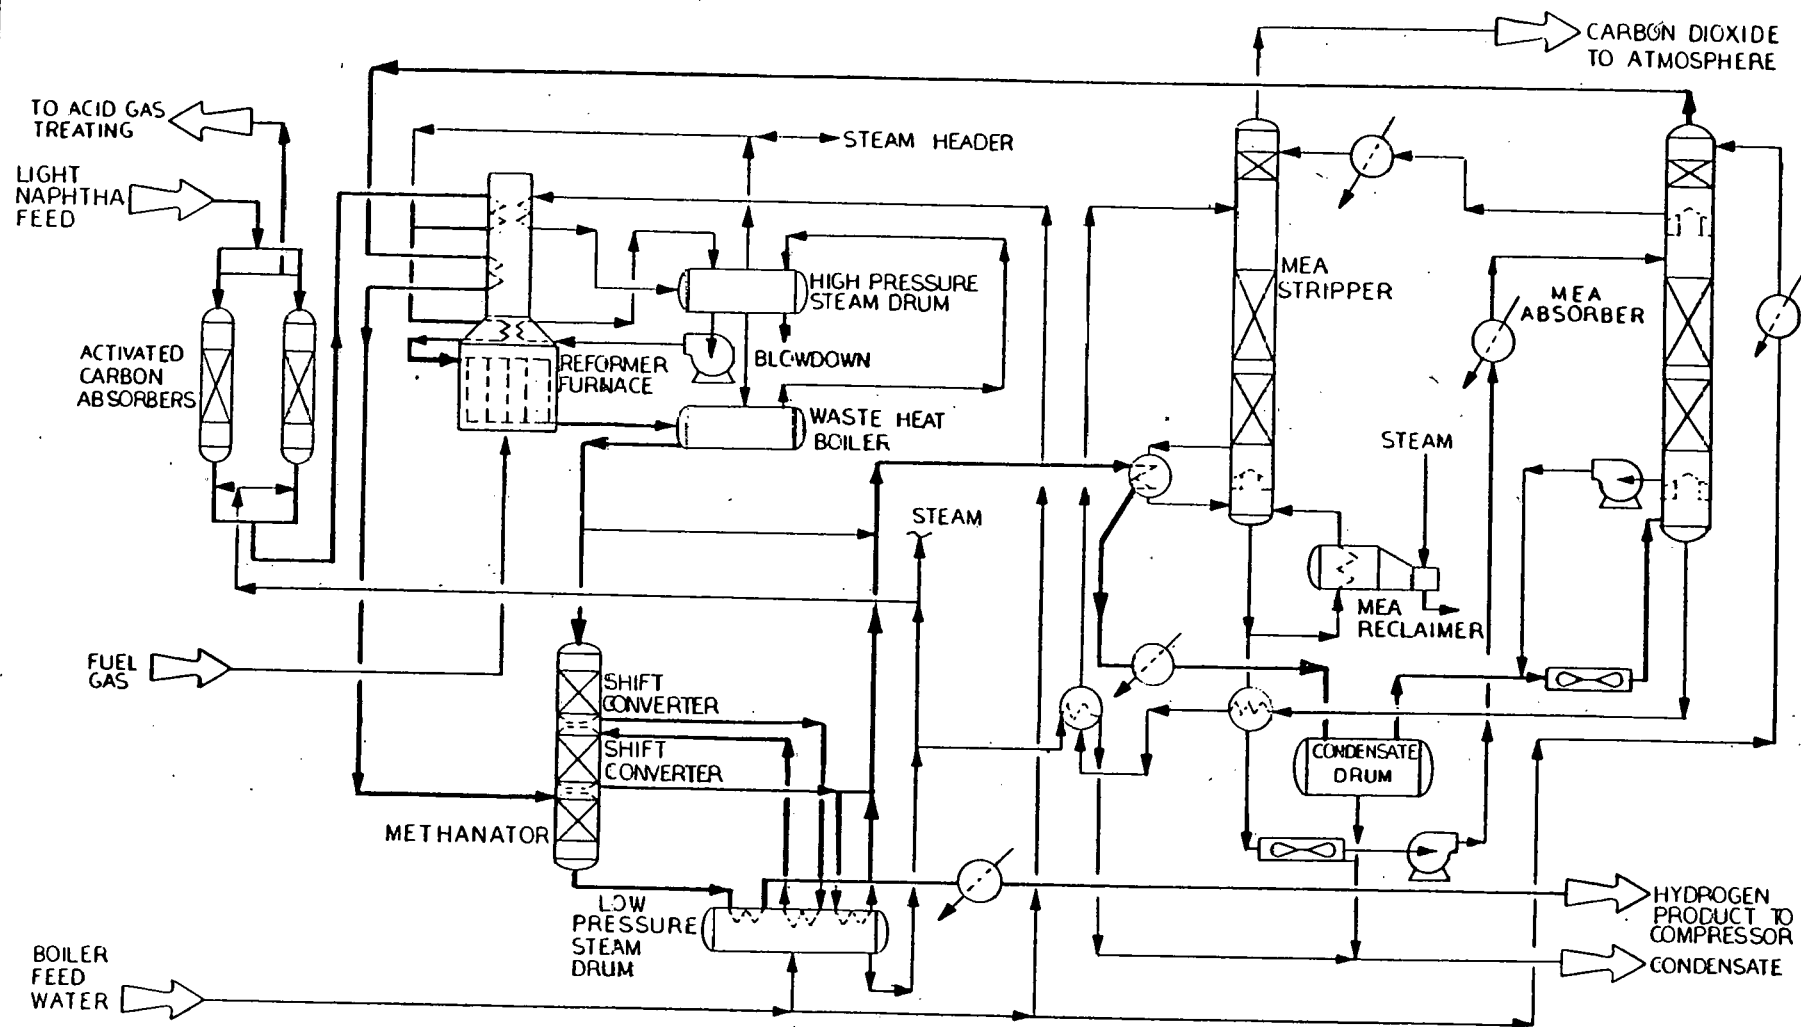 CARBON DIOXIDE
TO ATMOSPHERE
TO ACID GAS
TREATING
STEAM HEADER
LIGHT
NAPHTHA
FEED
HIGH PRESSURE
STEAM DRUM
MEA
STRIPPER
MEA
ABSORBER
ACTIVATED
CARBON
ABSORBERS
REFORMER
FURNACE
BLOWDOWN
WASTE HEAT
BOILER
STEAM
STEAM
MEA
RECLAIMER
FUEL
GAS
SHIFT
CONVERTER
SHIFT
CONVERTER
CONDENSATE
DRUM
METHANATOR
LOW
PRESSURE
STEAM
DRUM
HYDROGEN
PRODUCT TO
COMPRESSOR
CONDENSATE
BOILER
FEED
WATER